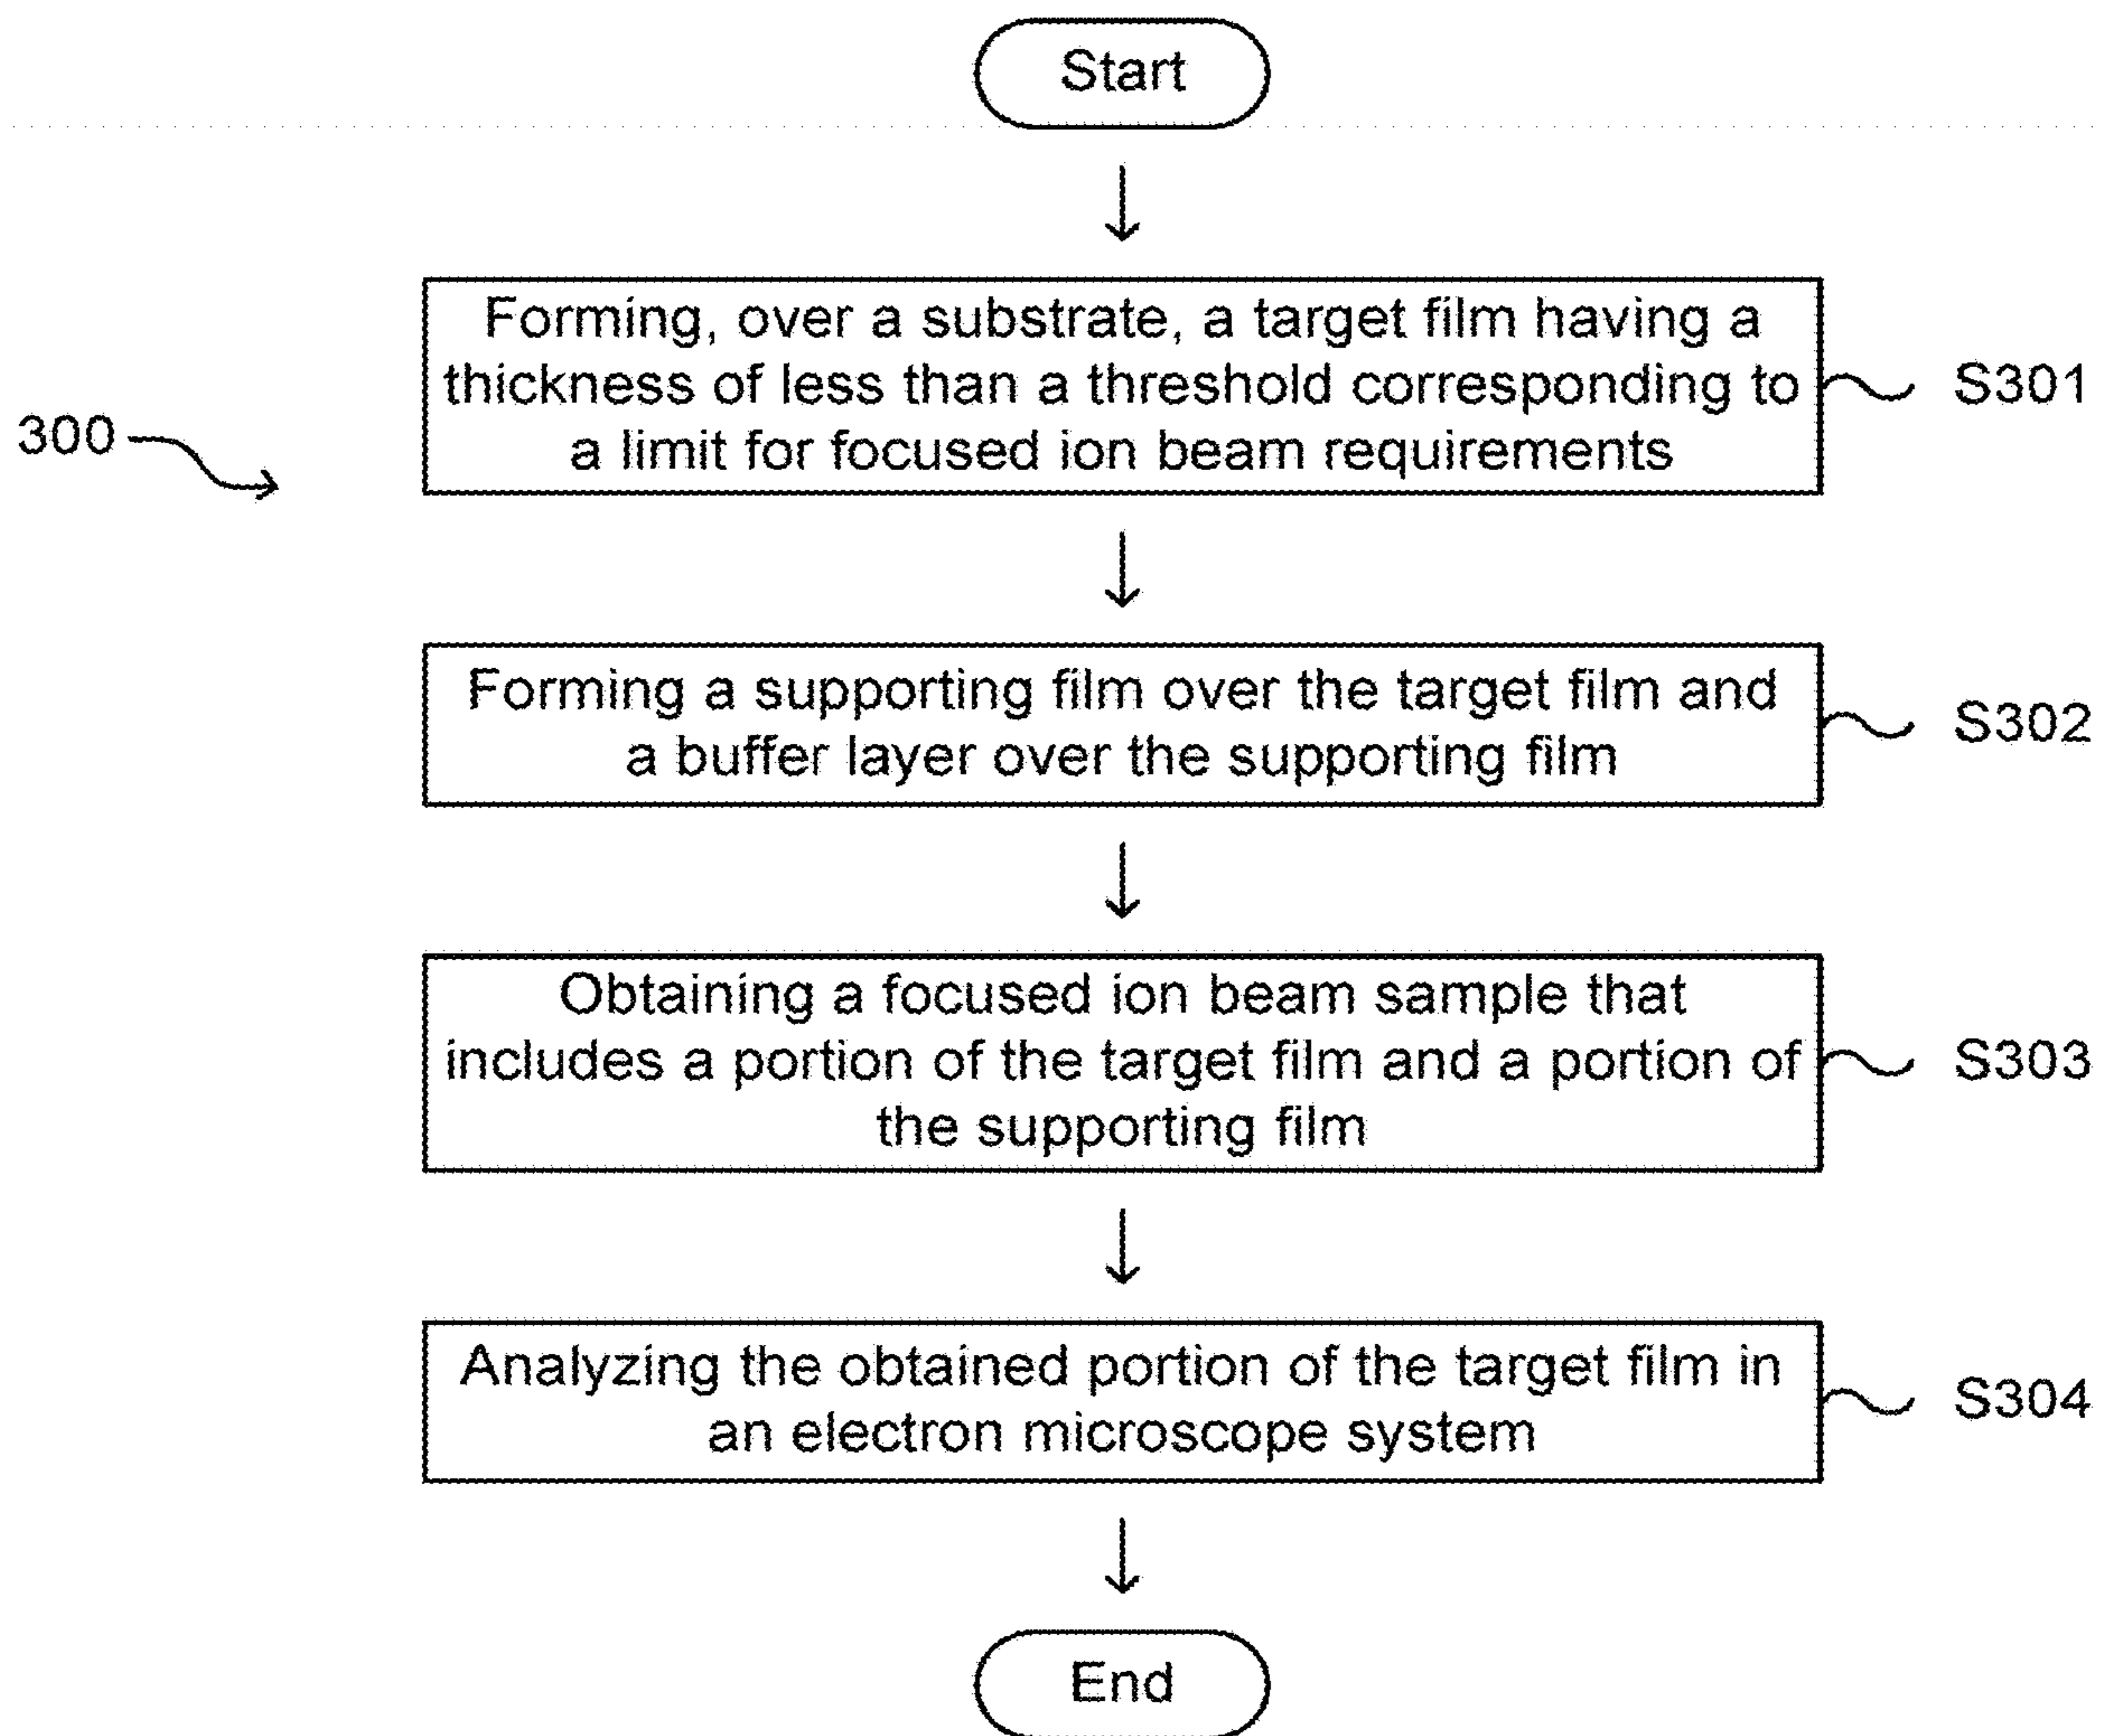 Start
Forming, over a substrate, a target film having a
thickness of less than a threshold corresponding to
a limit for focused ion beam requirements
S301
300
Forming a supporting film over the target film and
a buffer layer over the supporting film
S302
Obtaining a focused ion beam sample that
includes a portion of the target film and a portion of
the supporting film
S303
Analyzing the obtained portion of the target film in
an electron microscope system
S304
End